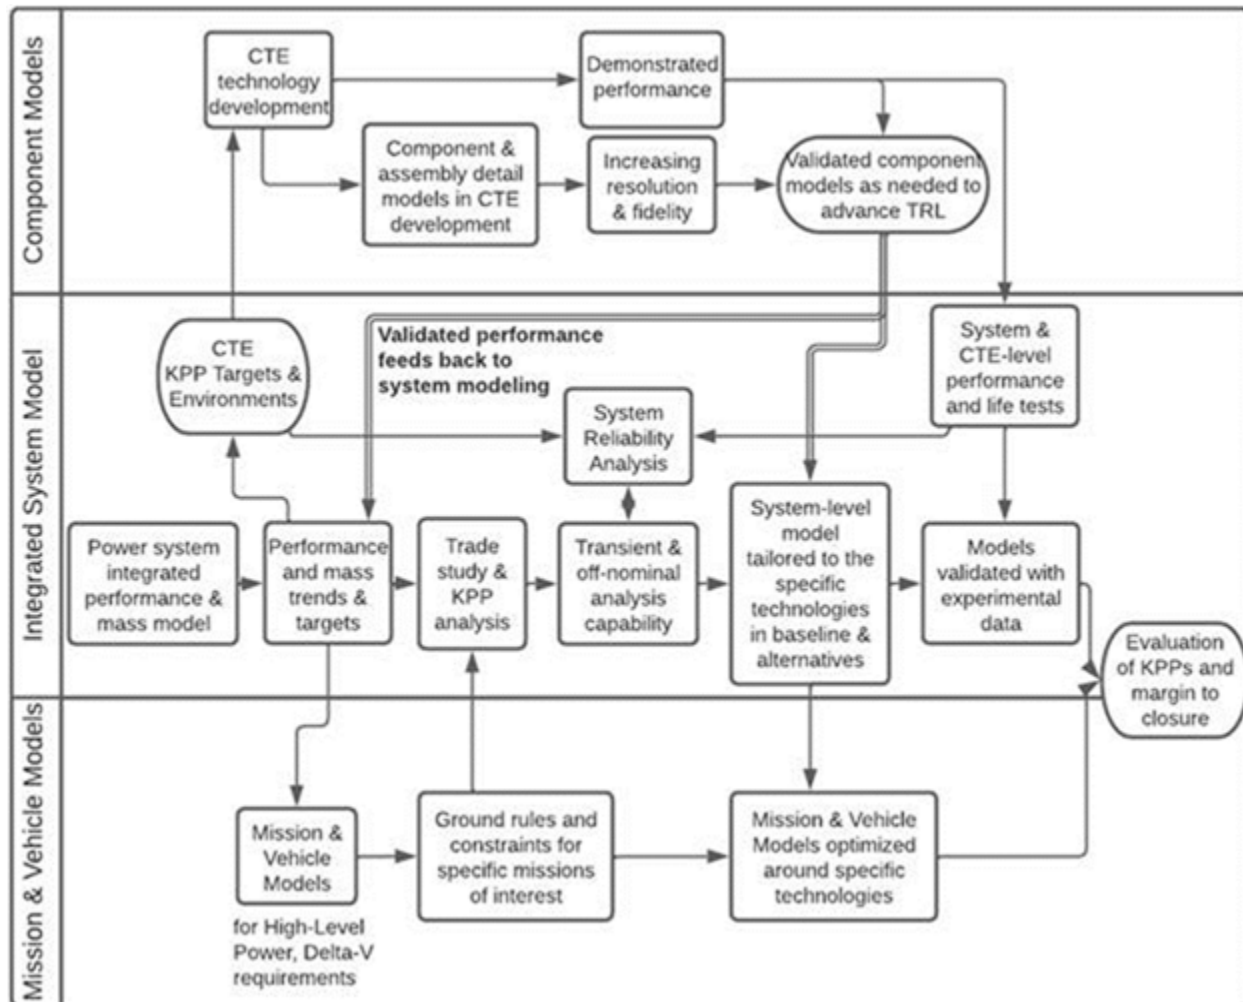 Component Models
CTE
technology
development
Demonstrated
performance
Component &
assembly detail
models in CTE
development
Increasing
resolution
& fidelity
Validated component
models as needed to
advance TRL
Integrated System Model
CTE
KPP Targets &
Environments
Validated performance
feeds back to
system modeling
System
Reliability
Analysis
System &
CTE-level
performance
and life tests
Power system
integrated
performance &
mass model
Performance
and mass
trends &
targets
Trade
study &
KPP
analysis
Transient &
off-nominal
analysis
capability
System-level
model
tailored to the
specific
technologies
in baseline &
alternatives
Models
validated with
experimental
data
Evaluation
of KPPs and
margin to
closure
Mission & Vehicle Models
Mission &
Vehicle
Models
for High-Level
Power, Delta-V
requirements
Ground rules and
constraints for
specific missions
of interest
Mission & Vehicle
Models optimized
around specific
technologies